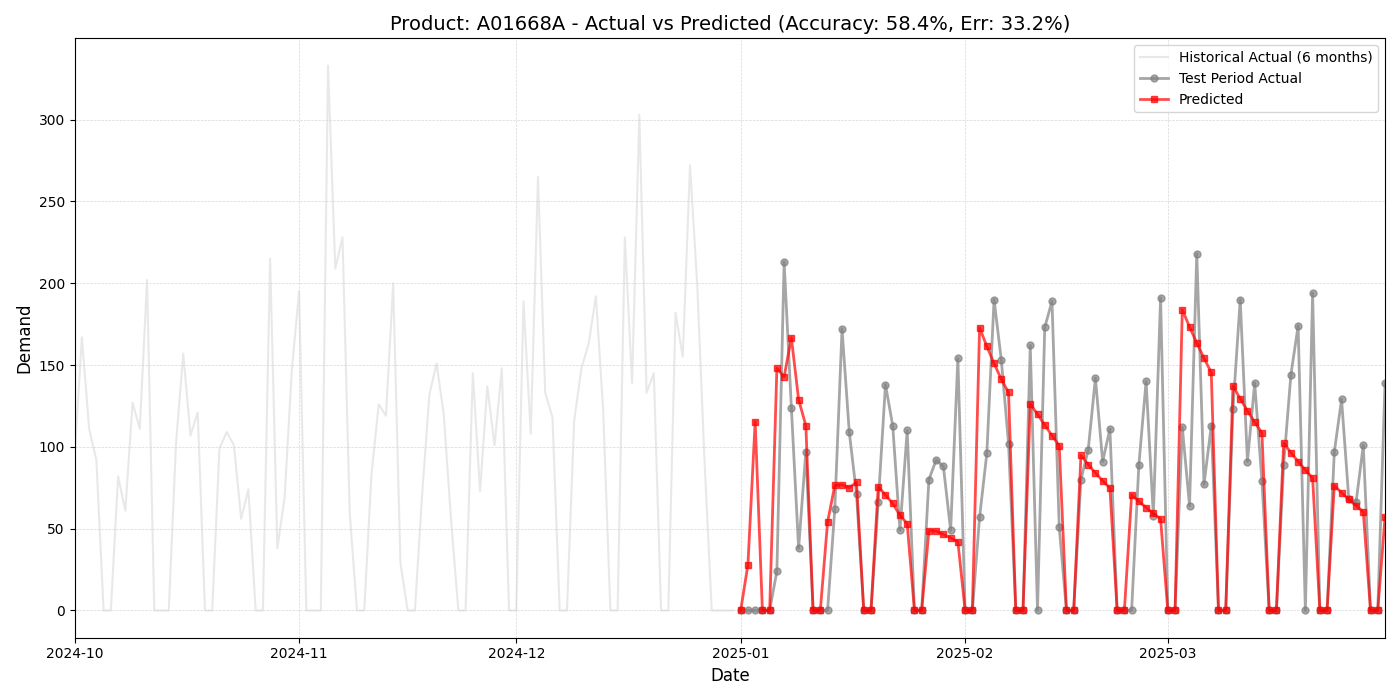 Product: A01668A - Actual vs Predicted (Accuracy: 58.4%, Err: 33.2%)
Historical Actual (6 months)
Test Period Actual
Predicted
300
250
200
150
100
50
0
Demand
2024-10
2024-11
2024-12
2025-01
2025-02
2025-03
Date